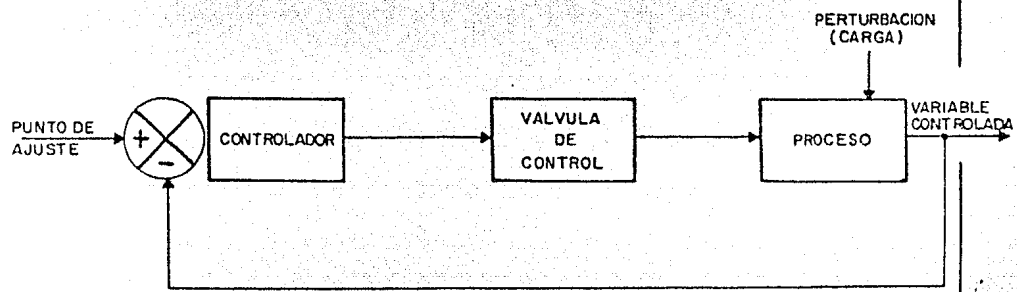 PERTURBACION
(CARGA)
PUNTO DE
AJUSTE
+
-
CONTROLADOR
VALVULA
DE
CONTROL
PROCESO
VARIABLE
CONTROLADA